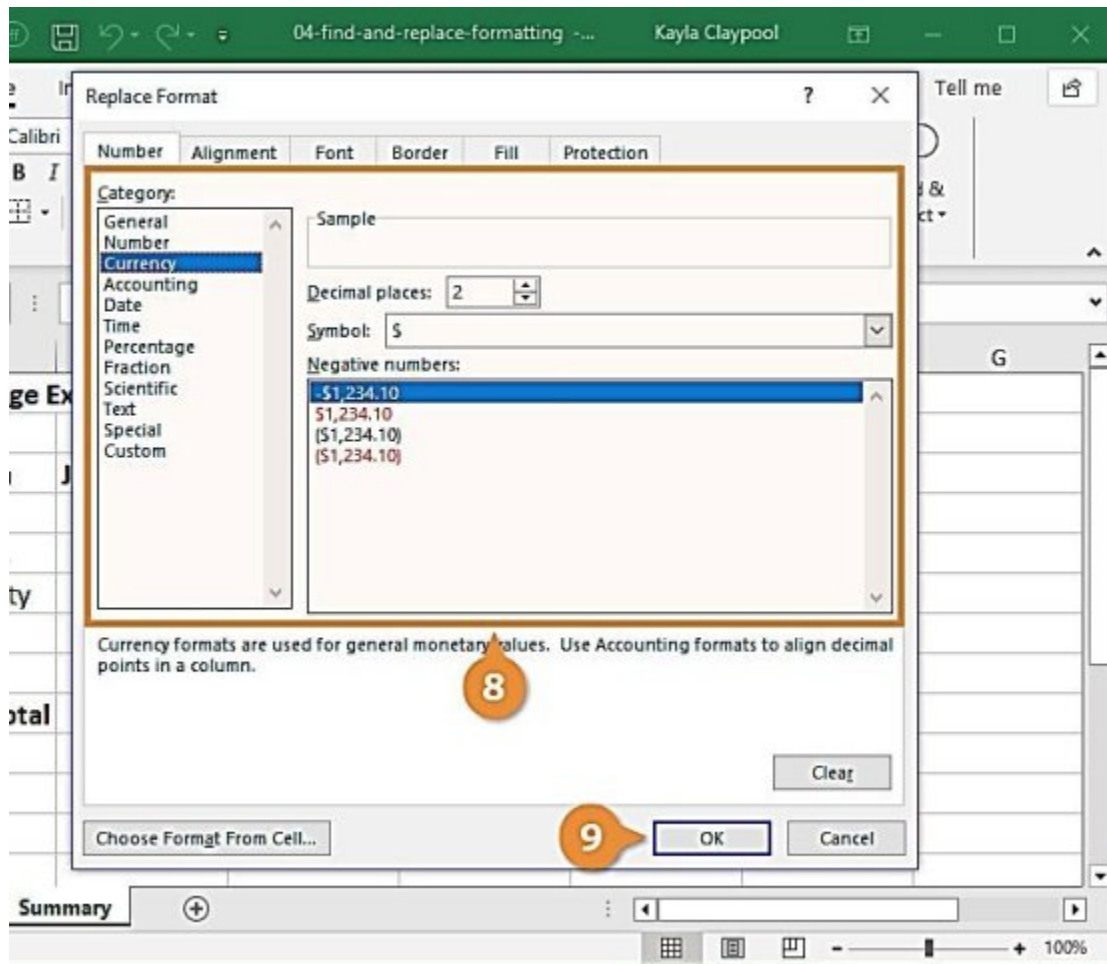 04-find-and-replace-formatting -... Kayla Claypool
Tell me
Calibri
B I
Replace Format ? ×
Number Alignment Font Border Fill Protection
Category:
General
Number
Currency
Accounting
Date
Time
Percentage
Fraction
Scientific
Text
Special
Custom
Sample
Decimal places: 2
Symbol: $
Negative numbers:
-$1,234.10
$1,234.10
($1,234.10)
($1,234.10)
Currency formats are used for general monetary values. Use Accounting formats to align decimal
points in a column.
8
Clear
9
Choose Format From Cell... OK Cancel
d &
ct
G
ge Ex
J
ty
otal
Summary
- + 100%